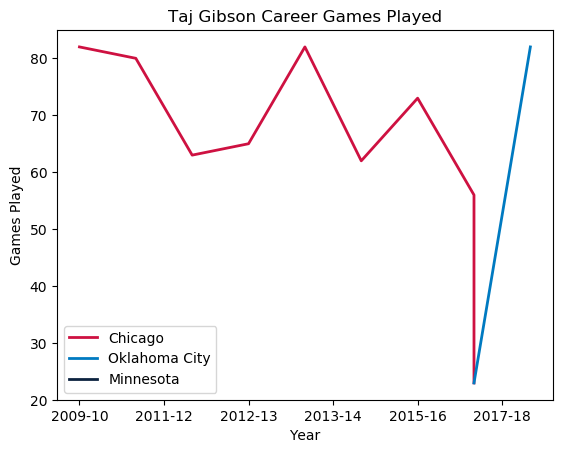 Taj Gibson Career Games Played
Games Played
80
70
60
50
40
30
20
Chicago
Oklahoma City
Minnesota
2009-10 2011-12 2012-13 2013-14 2015-16 2017-18
Year